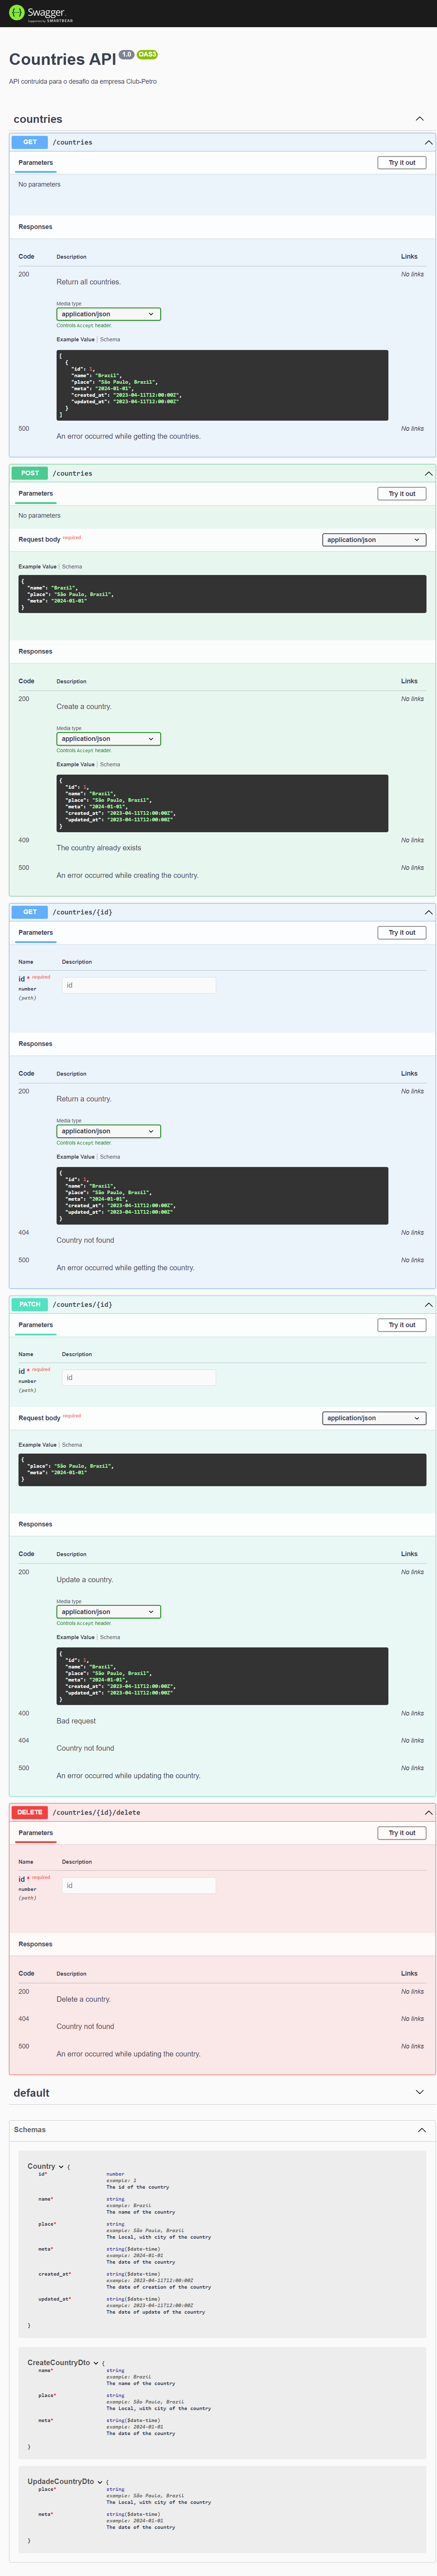 Swagger
Supported by SMARTBEAR
Countries API 1.0 OAS3
API contruída para o desafio da empresa Club-Petro
countries
GET /countries
Parameters Try it out
No parameters
Responses
Code Description Links
200 No links
Return all countries.
Media type
application/json
Controls Accept header.
Example Value | Schema
[
{
"id": 1,
"name": "Brazil",
"place": "São Paulo, Brazil",
"meta": "2024-01-01",
"created_at": "2023-04-11T12:00:00Z",
"updated_at": "2023-04-11T12:00:00Z"
}
]
500 No links
An error occurred while getting the countries.
POST /countries
Parameters Try it out
No parameters
Request body required application/json
Example Value | Schema
{
"name": "Brazil",
"place": "São Paulo, Brazil",
"meta": "2024-01-01"
}
Responses
Code Description Links
200 No links
Create a country.
Media type
application/json
Controls Accept header.
Example Value | Schema
{
"id": 1,
"name": "Brazil",
"place": "São Paulo, Brazil",
"meta": "2024-01-01",
"created_at": "2023-04-11T12:00:00Z",
"updated_at": "2023-04-11T12:00:00Z"
}
409 No links
The country already exists
500 No links
An error occurred while creating the country.
GET /countries/{id}
Parameters Try it out
Name Description
id * required
number
(path)
id
Responses
Code Description Links
200 No links
Return a country.
Media type
application/json
Controls Accept header.
Example Value | Schema
{
"id": 1,
"name": "Brazil",
"place": "São Paulo, Brazil",
"meta": "2024-01-01",
"created_at": "2023-04-11T12:00:00Z",
"updated_at": "2023-04-11T12:00:00Z"
}
404 No links
Country not found
500 No links
An error occurred while getting the country.
PATCH /countries/{id}
Parameters Try it out
Name Description
id * required
number
(path)
id
Request body required application/json
Example Value | Schema
{
"place": "São Paulo, Brazil",
"meta": "2024-01-01"
}
Responses
Code Description Links
200 No links
Update a country.
Media type
application/json
Controls Accept header.
Example Value | Schema
{
"id": 1,
"name": "Brazil",
"place": "São Paulo, Brazil",
"meta": "2024-01-01",
"created_at": "2023-04-11T12:00:00Z",
"updated_at": "2023-04-11T12:00:00Z"
}
400 No links
Bad request
404 No links
Country not found
500 No links
An error occurred while updating the country.
DELETE /countries/{id}/delete
Parameters Try it out
Name Description
id * required
number
(path)
id
Responses
Code Description Links
200 No links
Delete a country.
404 No links
Country not found
500 No links
An error occurred while updating the country.
default
Schemas
Country {
id* number
example: 1
The id of the country
name* string
example: Brazil
The name of the country
place* string
example: São Paulo, Brazil
The Local, with city of the country
meta* string($date-time)
example: 2024-01-01
The date of the country
created_at* string($date-time)
example: 2023-04-11T12:00:00Z
The date of creation of the country
updated_at* string($date-time)
example: 2023-04-11T12:00:00Z
The date of update of the country
}
CreateCountryDto {
name* string
example: Brazil
The name of the country
place* string
example: São Paulo, Brazil
The Local, with city of the country
meta* string($date-time)
example: 2024-01-01
The date of the country
}
UpdadeCountryDto {
place* string
example: São Paulo, Brazil
The Local, with city of the country
meta* string($date-time)
example: 2024-01-01
The date of the country
}